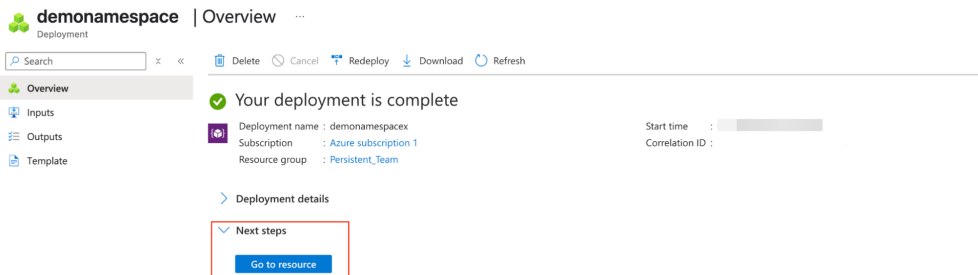 demonamespace | Overview ...
Deployment
Search
Delete Cancel Redeploy Download Refresh
Overview
Inputs
Outputs
Template
Your deployment is complete
Deployment name : demonamespacex
Subscription : Azure subscription 1
Resource group : Persistent_Team
Start time :
Correlation ID :
Deployment details
Next steps
Go to resource